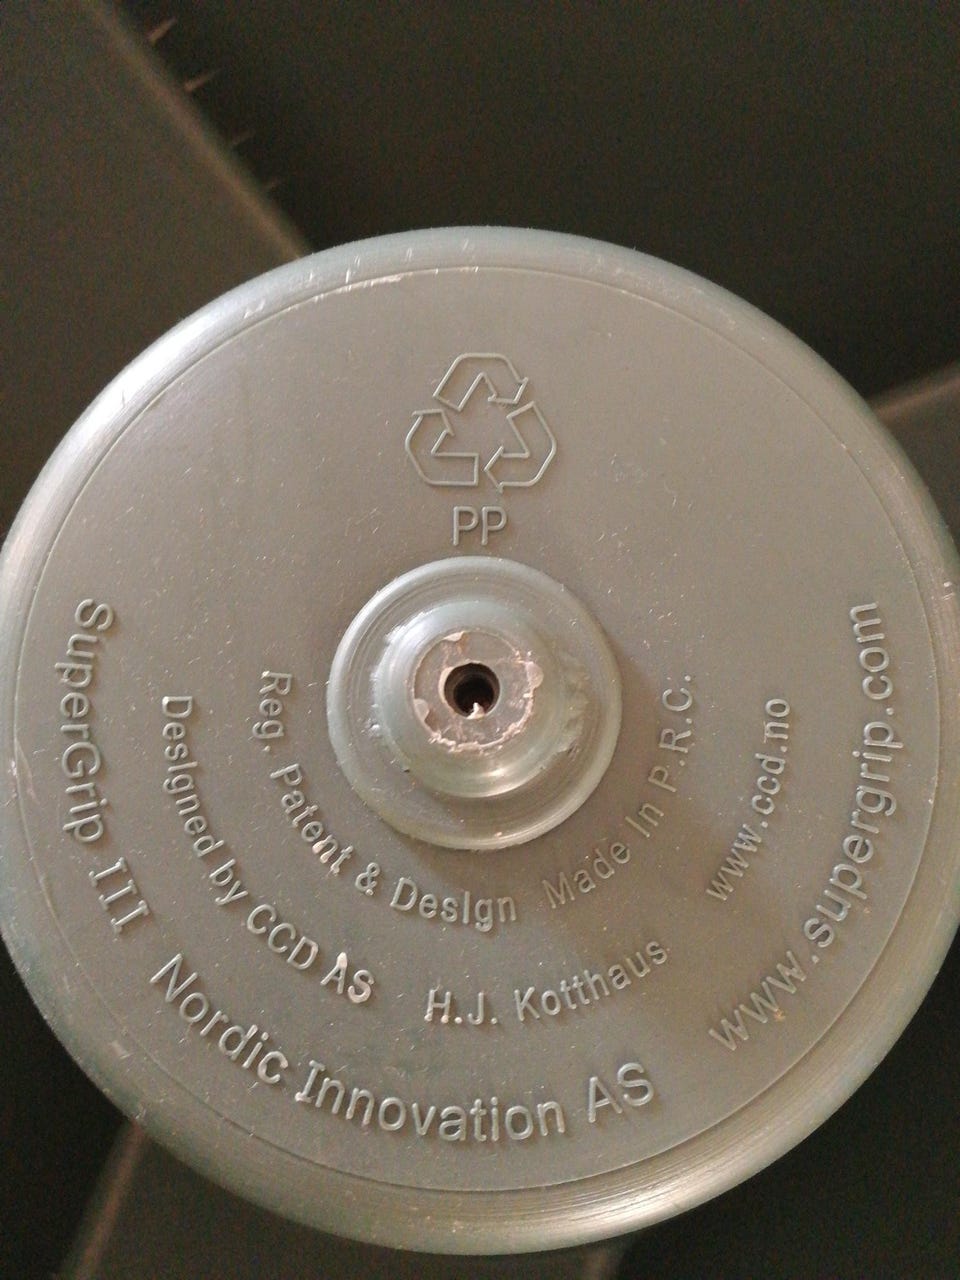 PP
SuperGrip III Nordic Innovation AS www.supergrip.com
Designed by CCD AS H.J. Kotthaus www.ccd.no
Reg. Patent & Design Made In P.R.C.